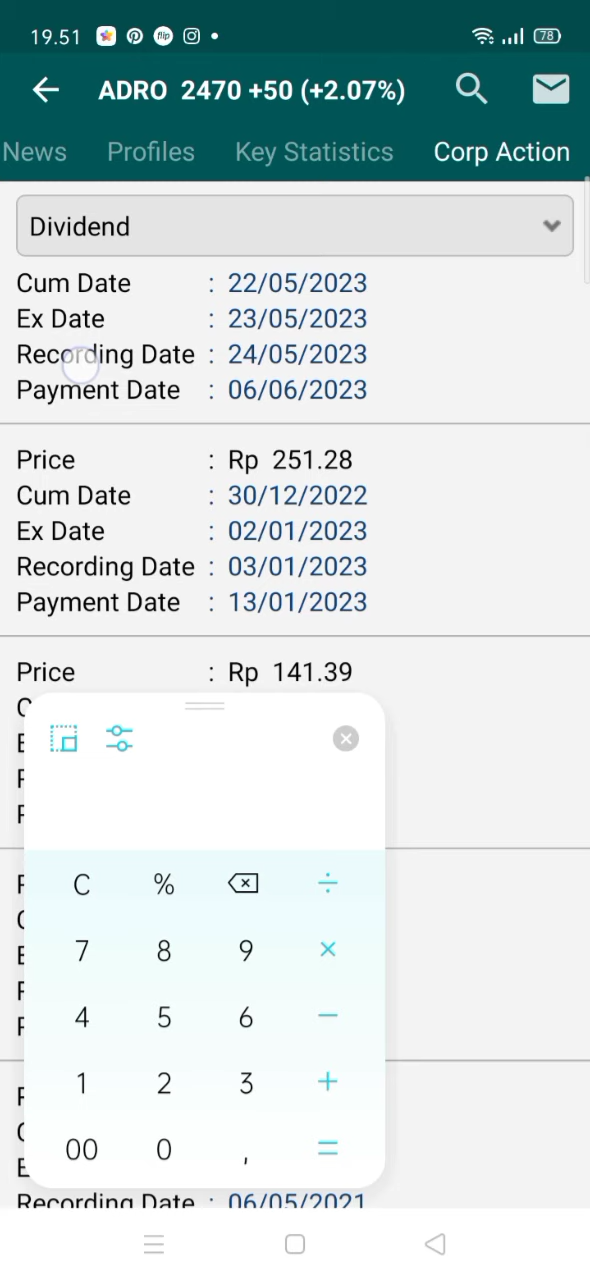 19.51 flip 78
ADRO 2470 +50 (+2.07%)
News Profiles Key Statistics Corp Action
Dividend
Cum Date : 22/05/2023
Ex Date : 23/05/2023
Recording Date : 24/05/2023
Payment Date : 06/06/2023
Price : Rp 251.28
Cum Date : 30/12/2022
Ex Date : 02/01/2023
Recording Date : 03/01/2023
Payment Date : 13/01/2023
Price : Rp 141.39
C % ÷
7 8 9 ×
4 5 6 −
1 2 3 +
00 0 , =
Recording Date : 06/05/2021